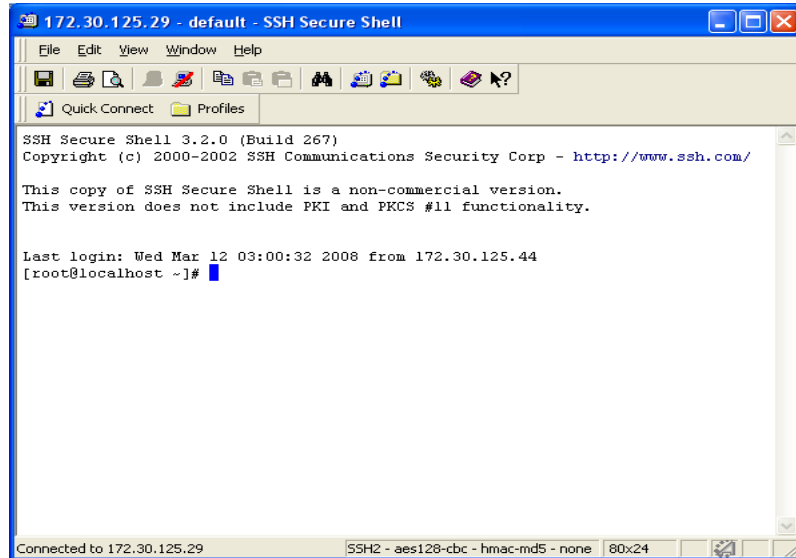 172.30.125.29 - default - SSH Secure Shell
File Edit View Window Help
Quick Connect Profiles
SSH Secure Shell 3.2.0 (Build 267)
Copyright (c) 2000-2002 SSH Communications Security Corp - http://www.ssh.com/
This copy of SSH Secure Shell is a non-commercial version.
This version does not include PKI and PKCS #11 functionality.
Last login: Wed Mar 12 03:00:32 2008 from 172.30.125.44
[root@localhost ~]#
Connected to 172.30.125.29 SSH2 - aes128-cbc - hmac-md5 - none 80x24